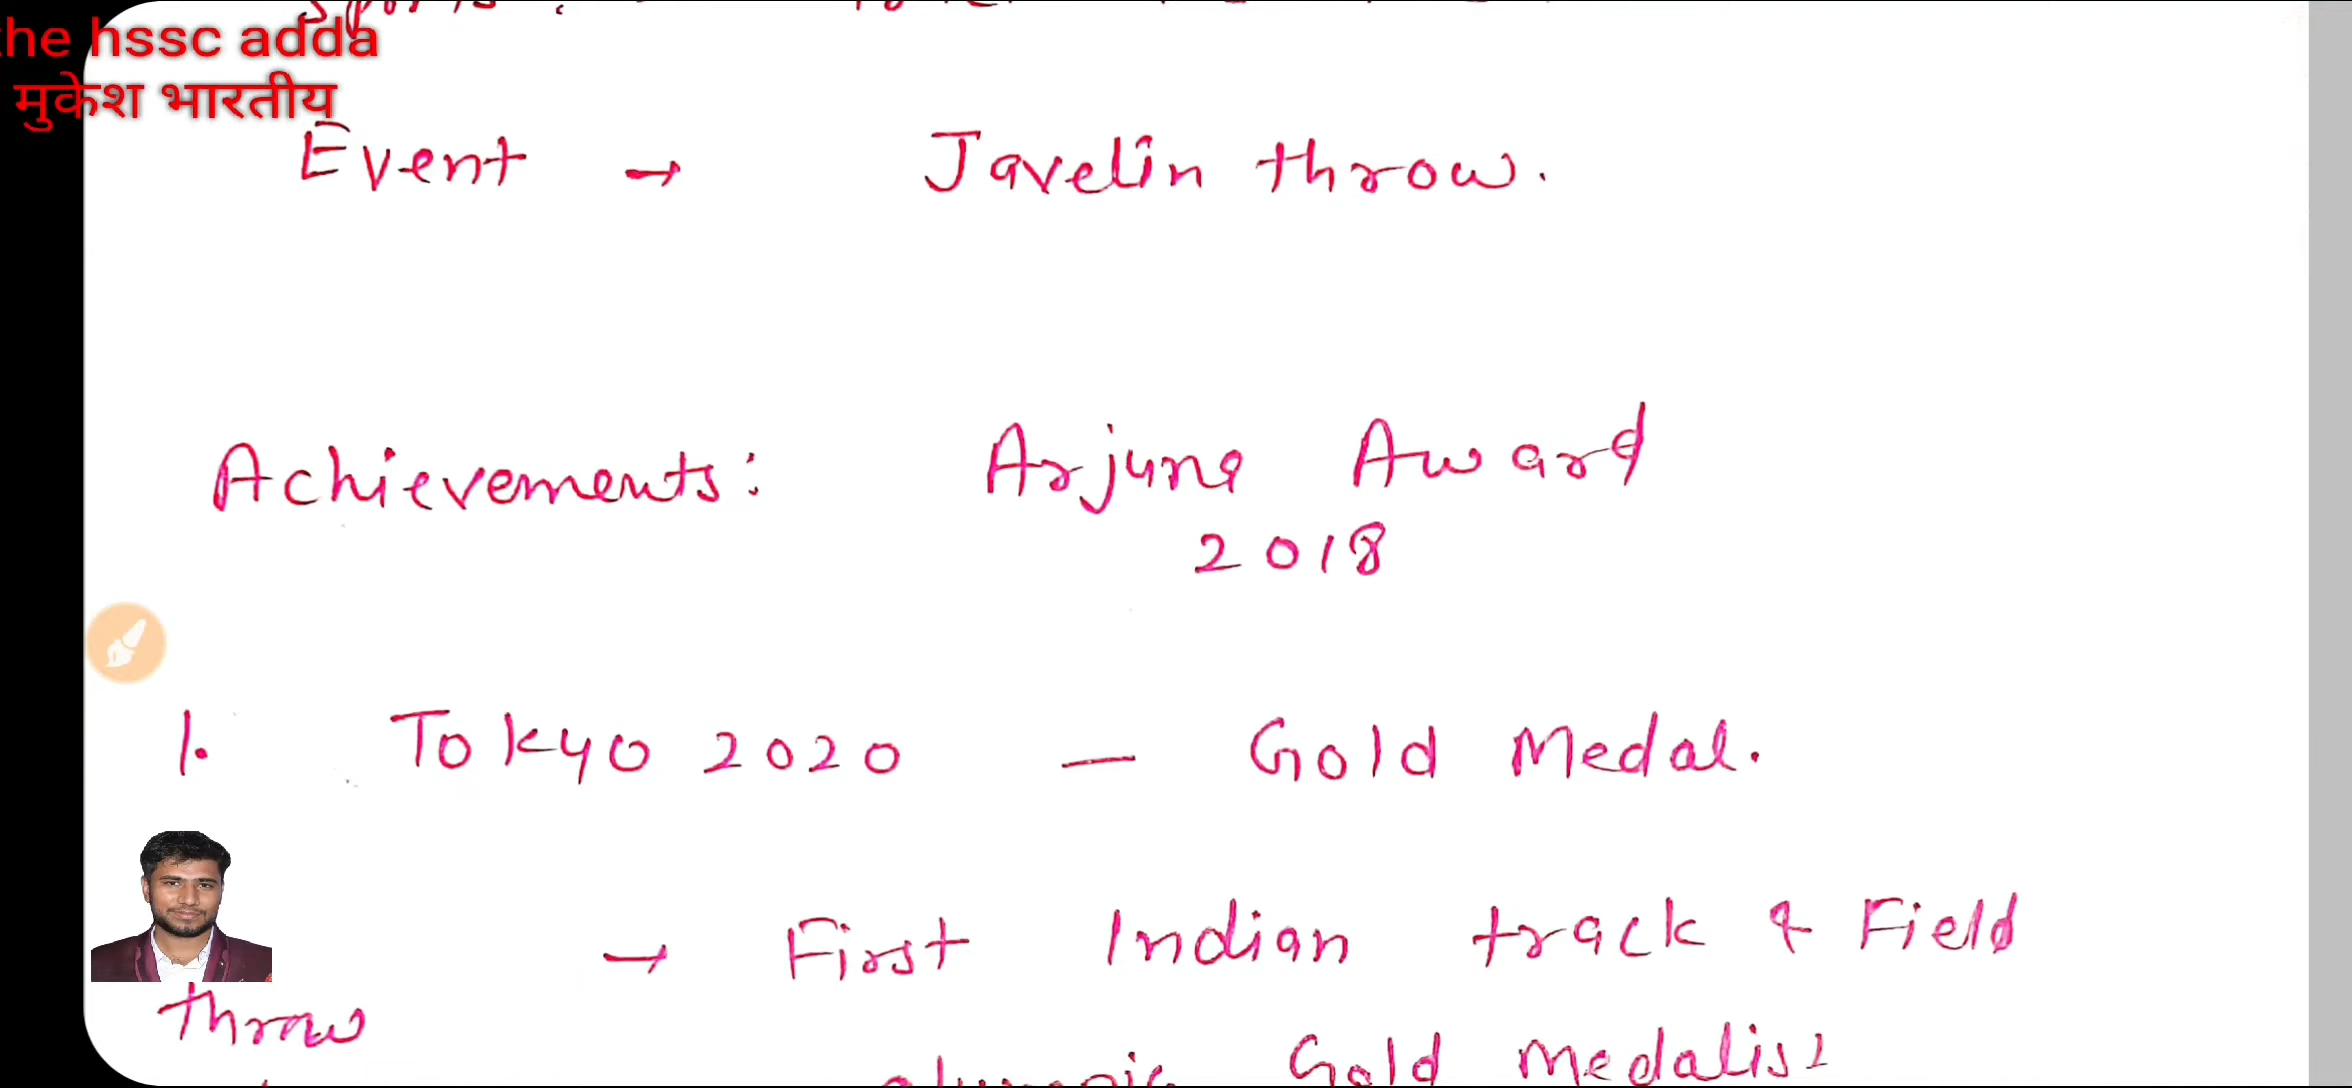 he hssc adda
मुकेश भारतीय
Event → Javelin throw.
Achievements: Arjuna Award
2018
1. Tokyo 2020 — Gold Medal.
→ First Indian track & Field
throw
Gold Medalist